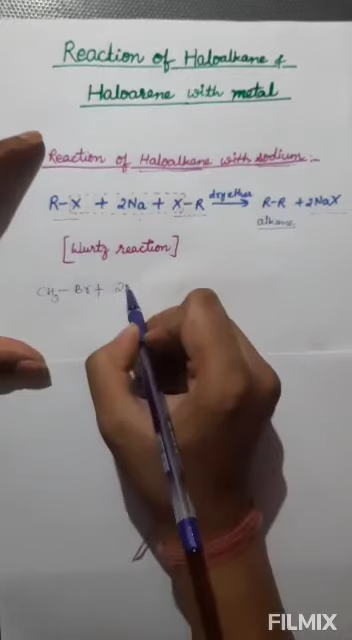 Reaction of Haloalkane &
Haloarene with metal
Reaction of Haloalkane with sodium :-
R-X + 2Na + X-R dry ether → R-R + 2NaX
alkane
[Wurtz reaction]
CH3 - Br + 2
FILMIX